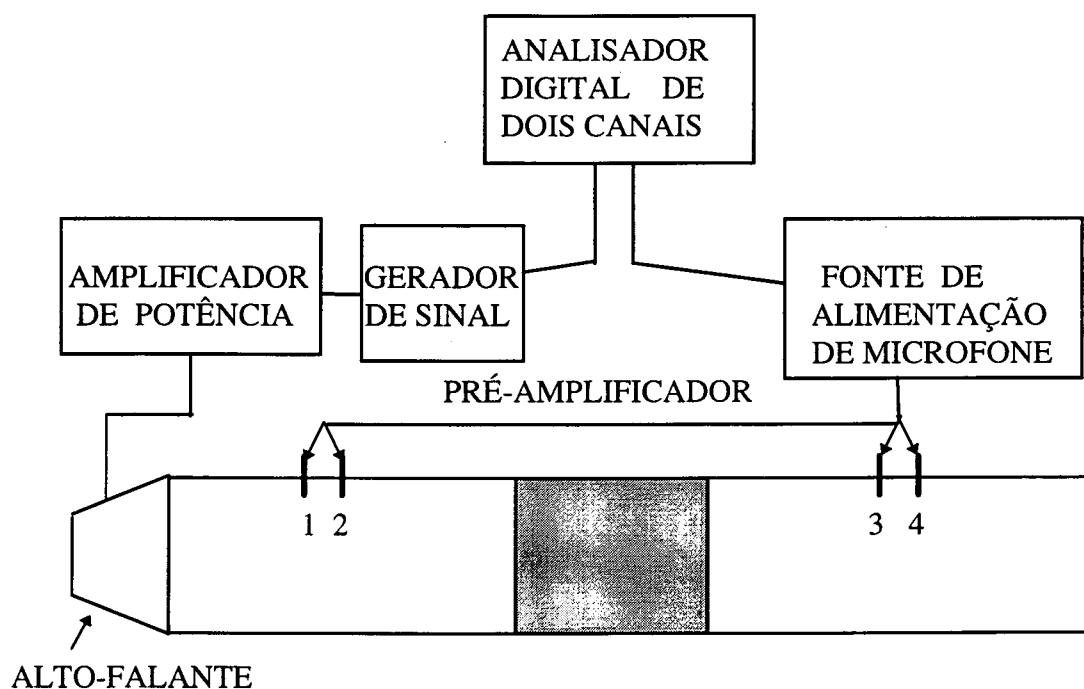 ANALISADOR
DIGITAL DE
DOIS CANAIS
AMPLIFICADOR
DE POTÊNCIA
GERADOR
DE SINAL
FONTE DE
ALIMENTAÇÃO
DE MICROFONE
PRÉ-AMPLIFICADOR
1 2
3 4
ALTO-FALANTE